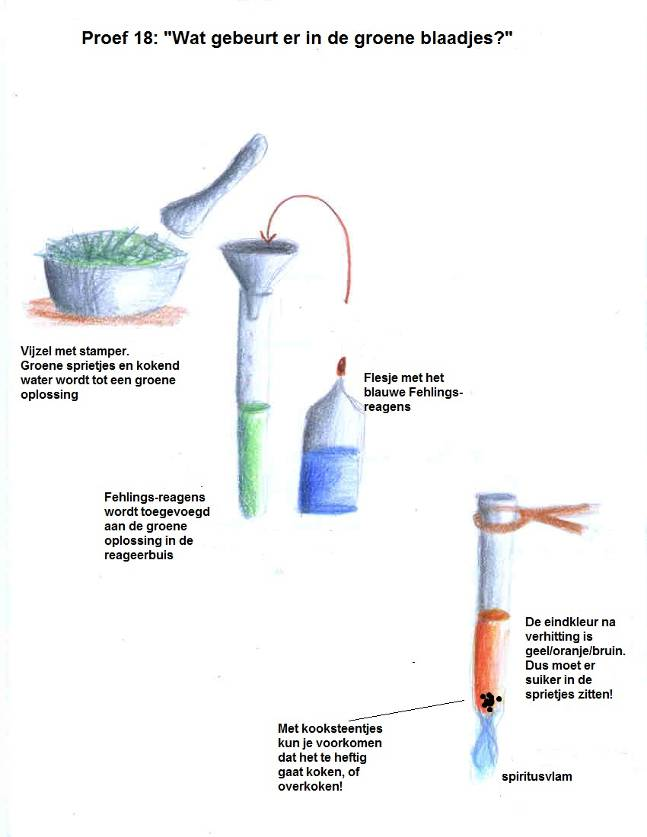 Proef 18: "Wat gebeurt er in de groene blaadjes?"
Vijzel met stamper.
Groene sprietjes en kokend
water wordt tot een groene
oplossing
Flesje met het
blauwe Fehlings-
reagens
Fehlings-reagens
wordt toegevoegd
aan de groene
oplossing in de
reageerbuis
De eindkleur na
verhitting is
geel/oranje/bruin.
Dus moet er
suiker in de
sprietjes zitten!
Met kooksteentjes
kun je voorkomen
dat het te heftig
gaat koken, of
overkoken!
spiritusvlam